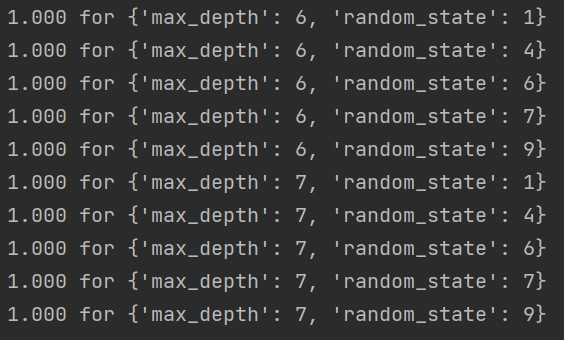 1.000 for {'max_depth': 6, 'random_state': 1}
1.000 for {'max_depth': 6, 'random_state': 4}
1.000 for {'max_depth': 6, 'random_state': 6}
1.000 for {'max_depth': 6, 'random_state': 7}
1.000 for {'max_depth': 6, 'random_state': 9}
1.000 for {'max_depth': 7, 'random_state': 1}
1.000 for {'max_depth': 7, 'random_state': 4}
1.000 for {'max_depth': 7, 'random_state': 6}
1.000 for {'max_depth': 7, 'random_state': 7}
1.000 for {'max_depth': 7, 'random_state': 9}